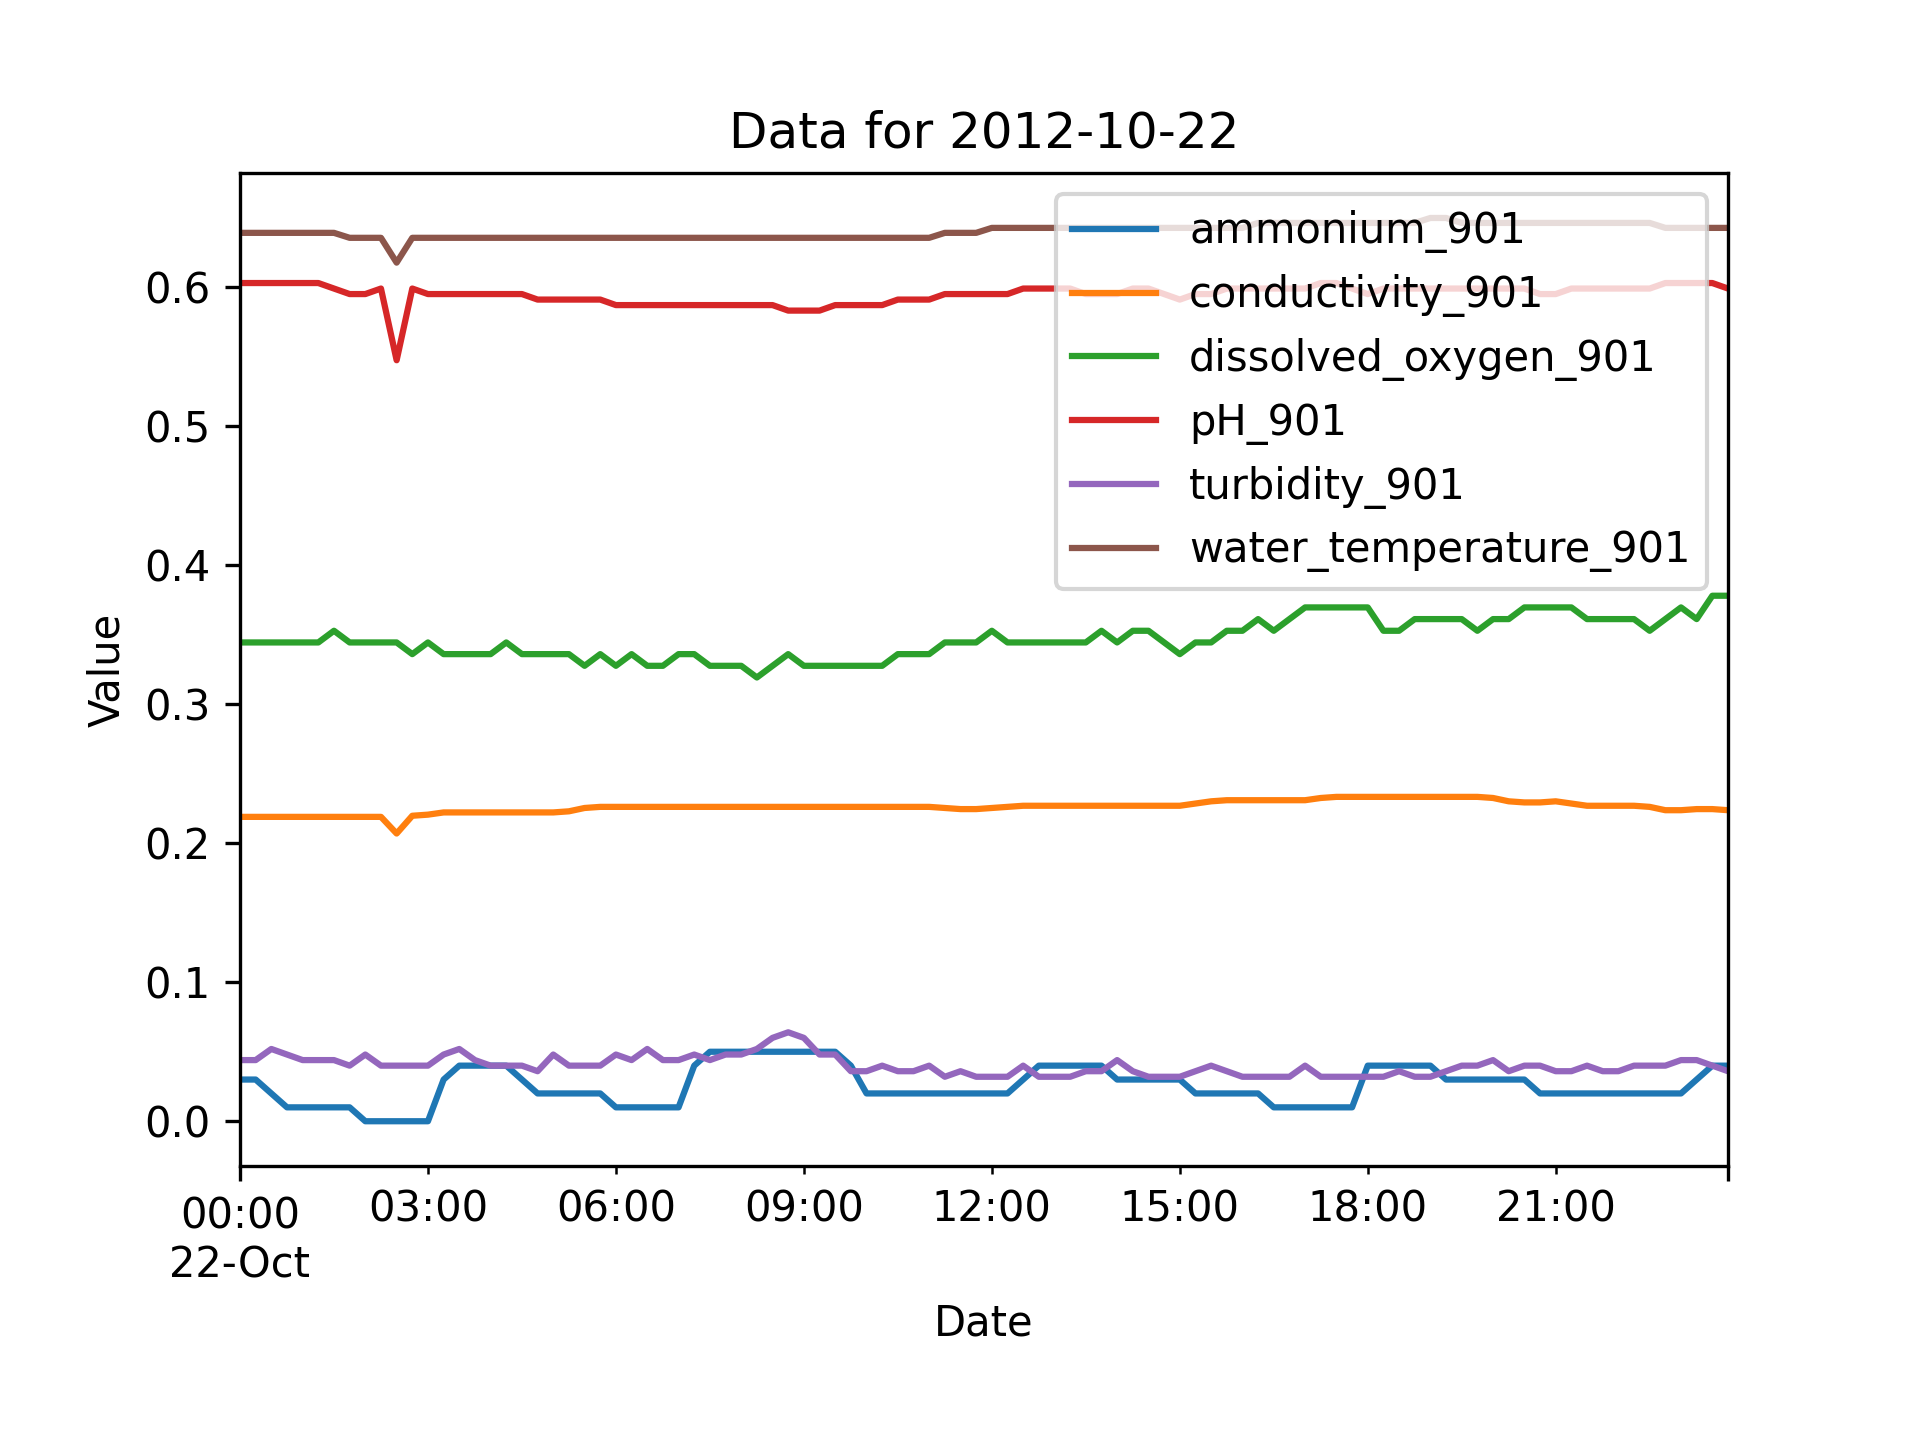 Data for 2012-10-22
ammonium_901
conductivity_901
dissolved_oxygen_901
pH_901
turbidity_901
water_temperature_901
Value
0.6
0.5
0.4
0.3
0.2
0.1
0.0
00:00 03:00 06:00 09:00 12:00 15:00 18:00 21:00
22-Oct
Date